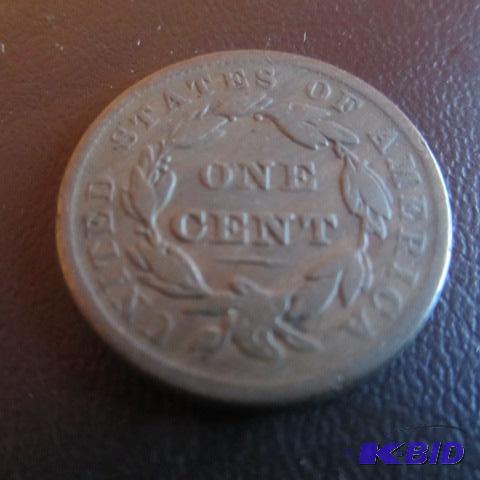 UNITED STATES OF AMERICA
ONE
CENT
K-BID